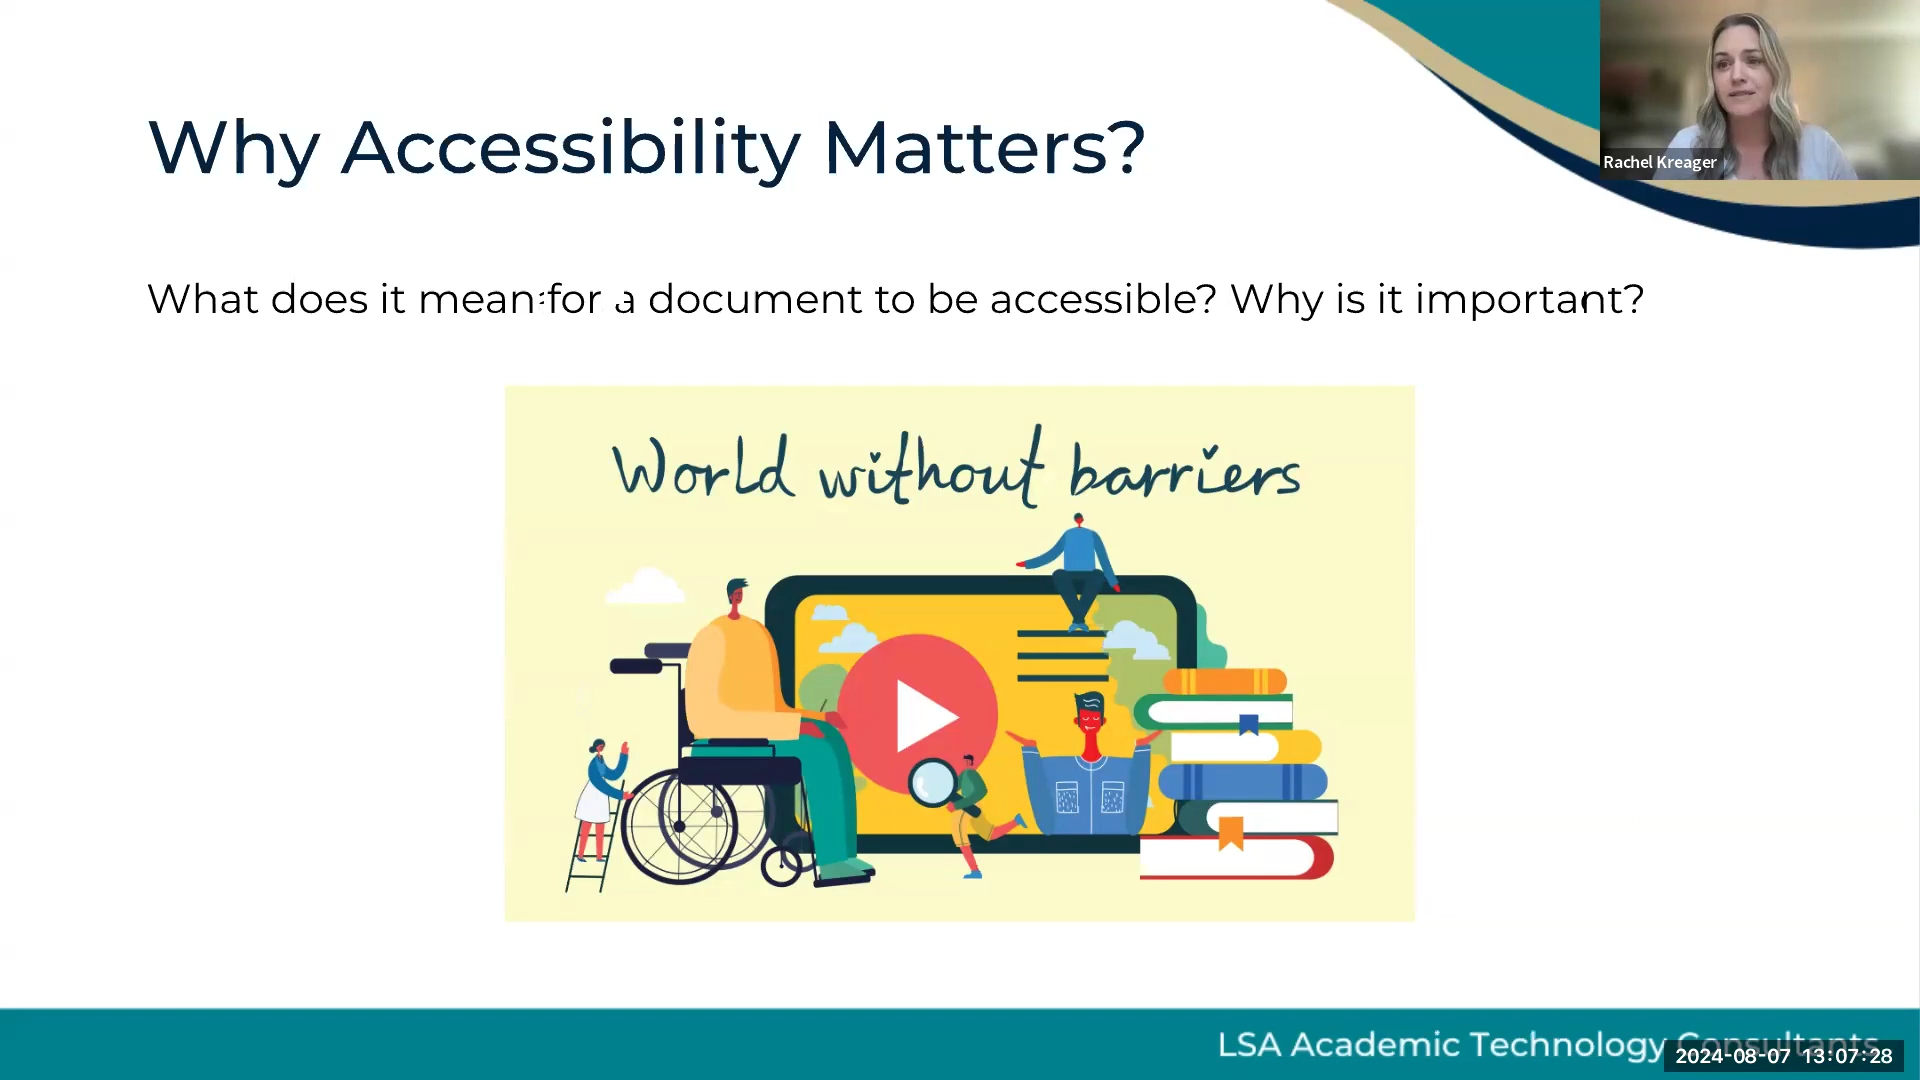 Why Accessibility Matters?
Rachel Kreager
What does it mean for a document to be accessible? Why is it important?
World without barriers
LSA Academic Technology Consultants
2024-08-07 13:07:28